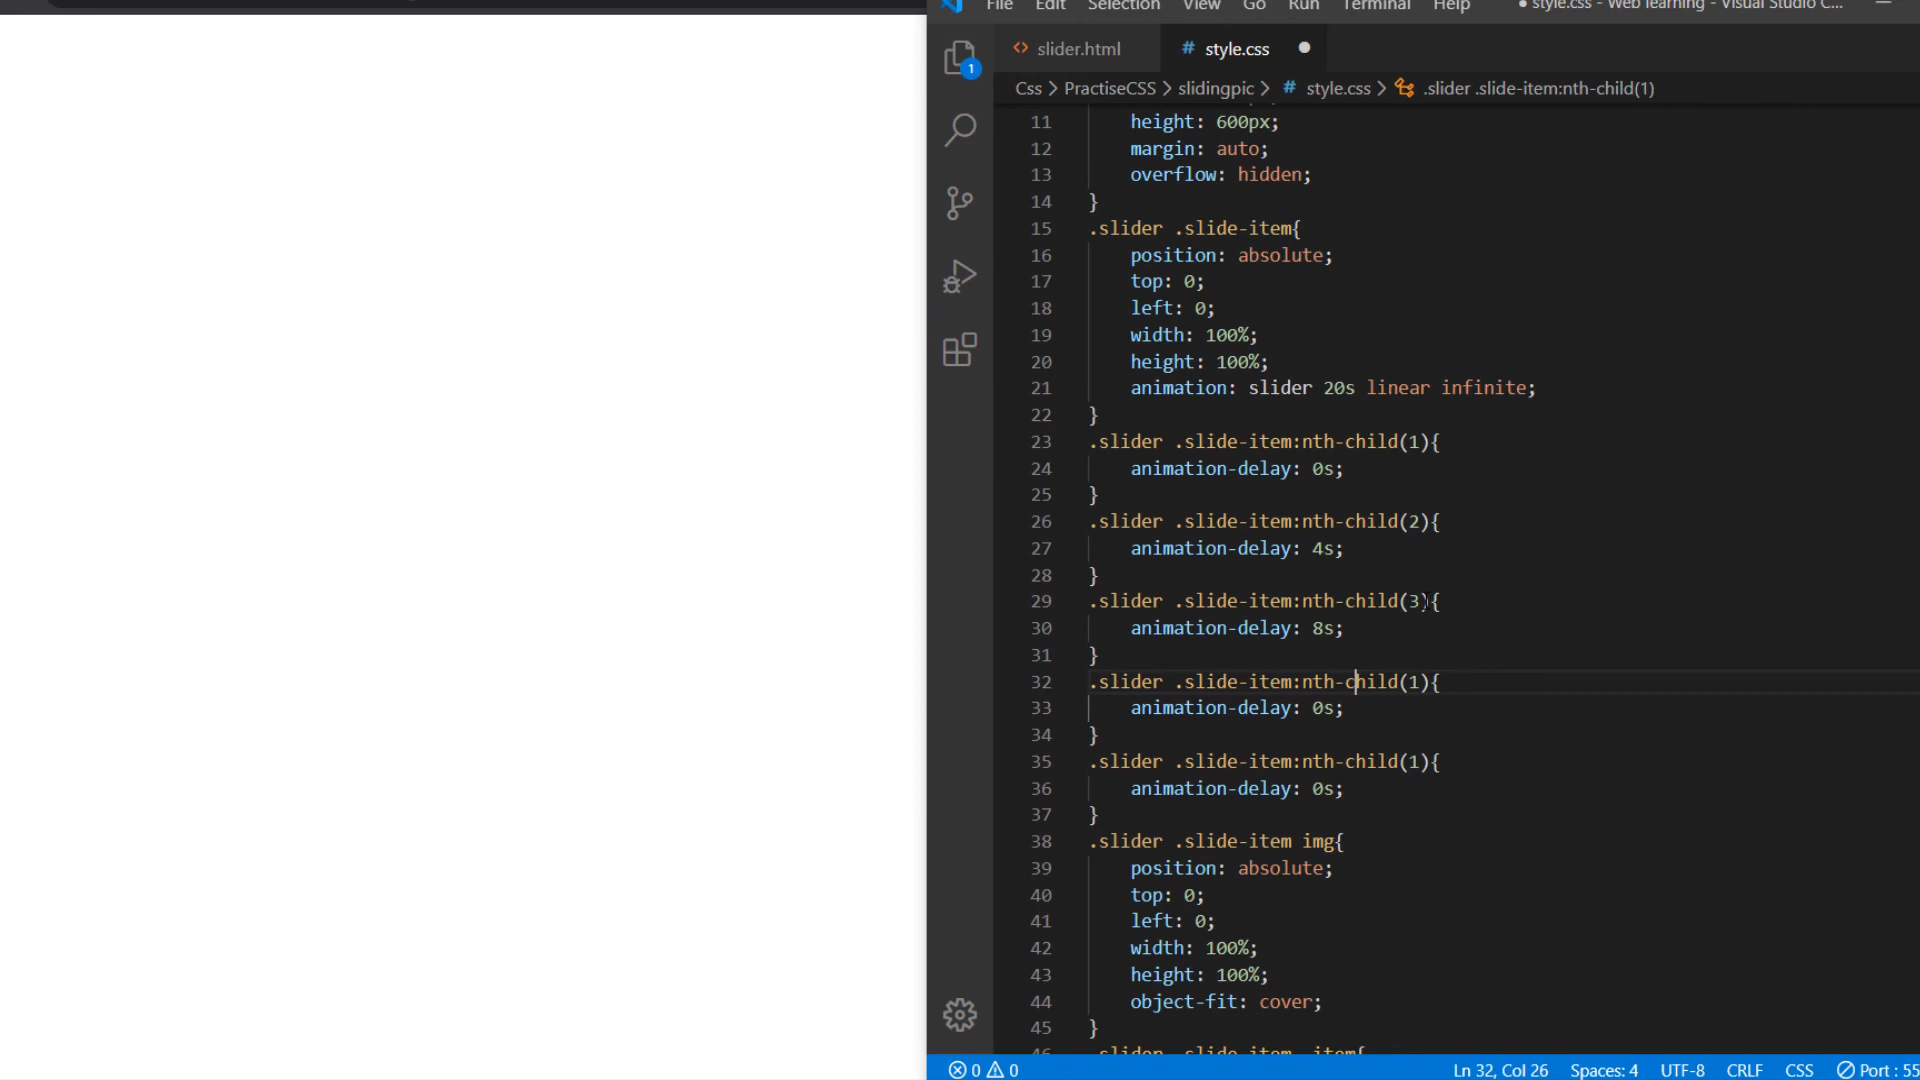 File Edit Selection View Go Run Terminal Help
style.css - Web learning - Visual Studio C...
slider.html
style.css
1
Css > PractiseCSS > slidingpic > # style.css > .slider .slide-item:nth-child(1)
11 height: 600px;
12 margin: auto;
13 overflow: hidden;
14 }
15 .slider .slide-item{
16 position: absolute;
17 top: 0;
18 left: 0;
19 width: 100%;
20 height: 100%;
21 animation: slider 20s linear infinite;
22 }
23 .slider .slide-item:nth-child(1){
24 animation-delay: 0s;
25 }
26 .slider .slide-item:nth-child(2){
27 animation-delay: 4s;
28 }
29 .slider .slide-item:nth-child(3){
30 animation-delay: 8s;
31 }
32 .slider .slide-item:nth-child(1){
33 animation-delay: 0s;
34 }
35 .slider .slide-item:nth-child(1){
36 animation-delay: 0s;
37 }
38 .slider .slide-item img{
39 position: absolute;
40 top: 0;
41 left: 0;
42 width: 100%;
43 height: 100%;
44 object-fit: cover;
45 }
0 0 Ln 32, Col 26 Spaces: 4 UTF-8 CRLF CSS Port : 55